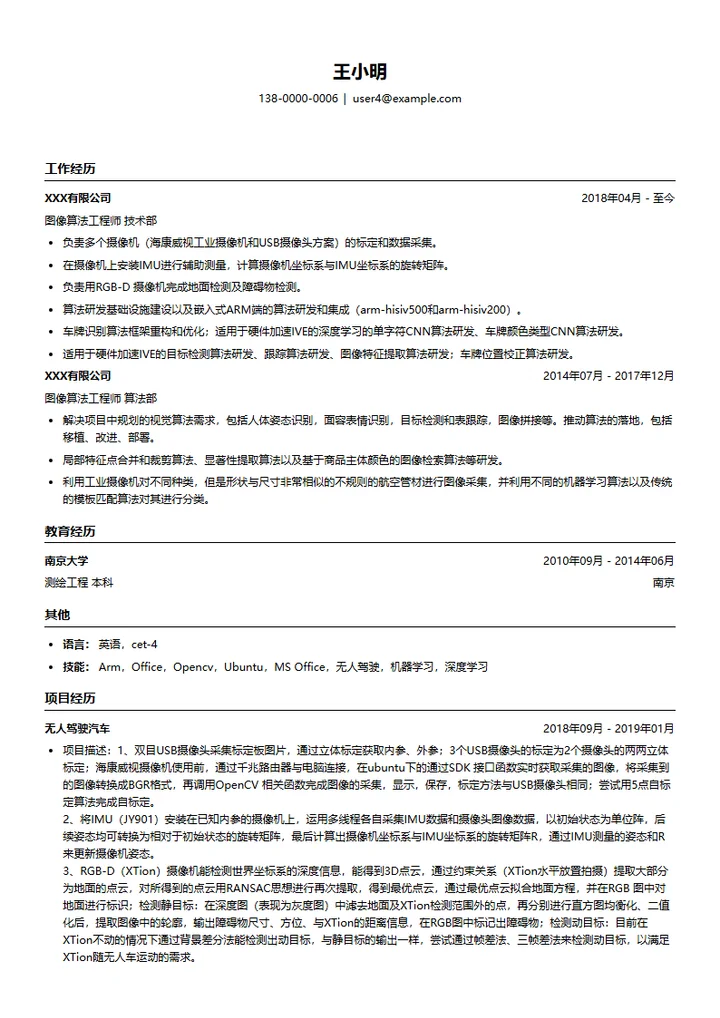 王小明
138-0000-0006 | user4@example.com
工作经历
XXX有限公司 2018年04月 - 至今
图像算法工程师 技术部
• 负责多个摄像机（海康威视工业摄像机和USB摄像头方案）的标定和数据采集。
• 在摄像机上安装IMU进行辅助测量，计算摄像机坐标系与IMU坐标系的旋转矩阵。
• 负责用RGB-D 摄像机完成地面检测及障碍物检测。
• 算法研发基础设施建设以及嵌入式ARM端的算法研发和集成（arm-hisiv500和arm-hisiv200）。
• 车牌识别算法框架重构和优化；适用于硬件加速IVE的深度学习的单字符CNN算法研发、车牌颜色类型CNN算法研发。
• 适用于硬件加速IVE的目标检测算法研发、跟踪算法研发、图像特征提取算法研发；车牌位置校正算法研发。
XXX有限公司 2014年07月 - 2017年12月
图像算法工程师 算法部
• 解决项目中规划的视觉算法需求，包括人体姿态识别，面容表情识别，目标检测和表跟踪，图像拼接等。推动算法的落地，包括
移植、改进、部署。
• 局部特征点合并和裁剪算法、显著性提取算法以及基于商品主体颜色的图像检索算法等研发。
• 利用工业摄像机对不同种类，但是形状与尺寸非常相似的不规则的航空管材进行图像采集，并利用不同的机器学习算法以及传统
的模板匹配算法对其进行分类。
教育经历
南京大学 2010年09月 - 2014年06月
测绘工程 本科 南京
其他
• 语言： 英语，cet-4
• 技能： Arm，Office，Opencv，Ubuntu，MS Office，无人驾驶，机器学习，深度学习
项目经历
无人驾驶汽车 2018年09月 - 2019年01月
• 项目描述：1、双目USB摄像头采集标定板图片，通过立体标定获取内参、外参；3个USB摄像头的标定为2个摄像头的两两立体
标定；海康威视摄像机使用前，通过千兆路由器与电脑连接，在ubuntu下的通过SDK 接口函数实时获取采集的图像，将采集到
的图像转换成BGR格式，再调用OpenCV 相关函数完成图像的采集，显示，保存，标定方法与USB摄像头相同；尝试用5点自标
定算法完成自标定。
2、将IMU（JY901）安装在已知内参的摄像机上，运用多线程各自采集IMU数据和摄像头图像数据，以初始状态为单位阵，后
续姿态均可转换为相对于初始状态的旋转矩阵，最后计算出摄像机坐标系与IMU坐标系的旋转矩阵R，通过IMU测量的姿态和R
来更新摄像机姿态。
3、RGB-D（XTion）摄像机能检测世界坐标系的深度信息，能得到3D点云，通过约束关系（XTion水平放置拍摄）提取大部分
为地面的点云，对所得到的点云用RANSAC思想进行再次提取，得到最优点云，通过最优点云拟合地面方程，并在RGB 图中对
地面进行标识；检测静目标：在深度图（表现为灰度图）中滤去地面及XTion检测范围外的点，再分别进行直方图均衡化、二值
化后，提取图像中的轮廓，输出障碍物尺寸、方位、与XTion的距离信息，在RGB图中标记出障碍物；检测动目标：目前在
XTion不动的情况下通过背景差分法能检测出动目标，与静目标的输出一样，尝试通过帧差法、三帧差法来检测动目标，以满足
XTion随无人车运动的需求。